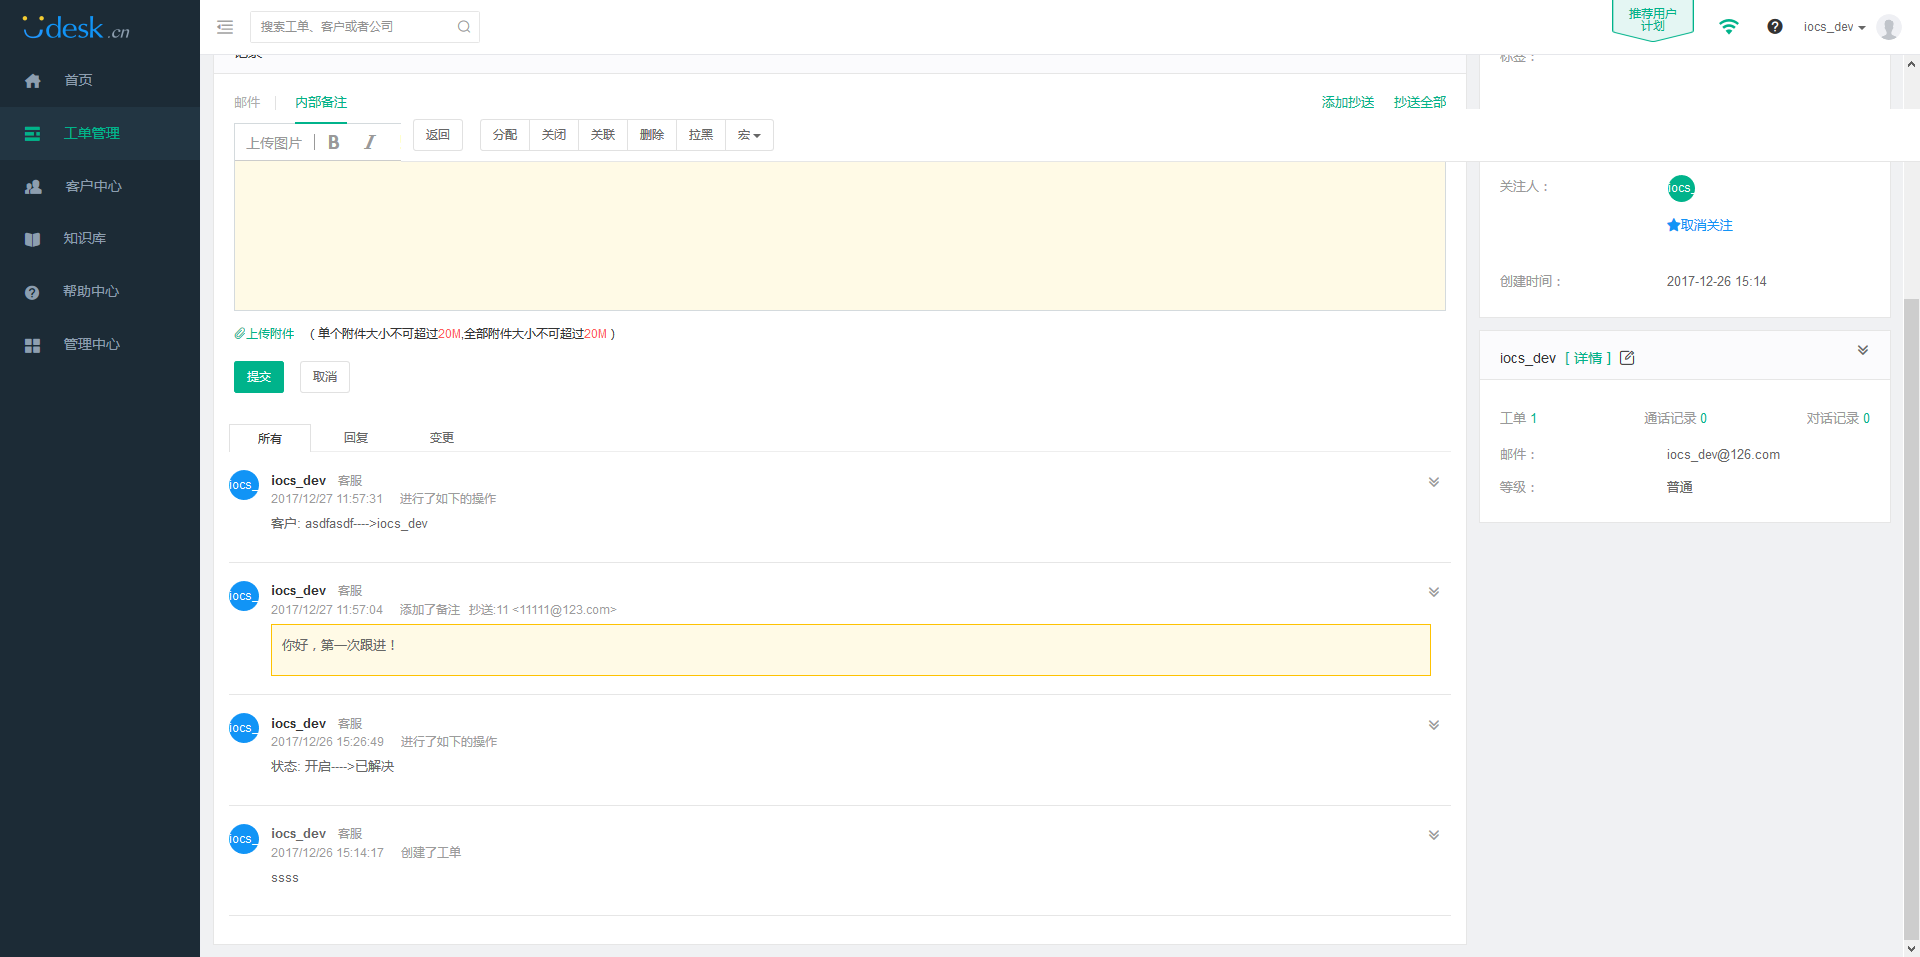 Udesk.cn
搜索工单、客户或者公司
推荐用户
计划
iocs_dev
首页
工单管理
客户中心
知识库
帮助中心
管理中心
邮件
内部备注
添加抄送
抄送全部
上传图片
B
I
返回
分配
关闭
关联
删除
拉黑
宏
上传附件
( 单个附件大小不可超过20M,全部附件大小不可超过20M )
提交
取消
所有
回复
变更
iocs_
iocs_dev 客服
2017/12/27 11:57:31 进行了如下的操作
客户: asdfasdf---->iocs_dev
iocs_
iocs_dev 客服
2017/12/27 11:57:04 添加了备注 抄送:11 <11111@123.com>
你好，第一次跟进！
iocs_
iocs_dev 客服
2017/12/26 15:26:49 进行了如下的操作
状态: 开启---->已解决
iocs_
iocs_dev 客服
2017/12/26 15:14:17 创建了工单
ssss
标签：
关注人：
iocs_
取消关注
创建时间：
2017-12-26 15:14
iocs_dev [ 详情 ]
工单 1
通话记录 0
对话记录 0
邮件：
iocs_dev@126.com
等级：
普通